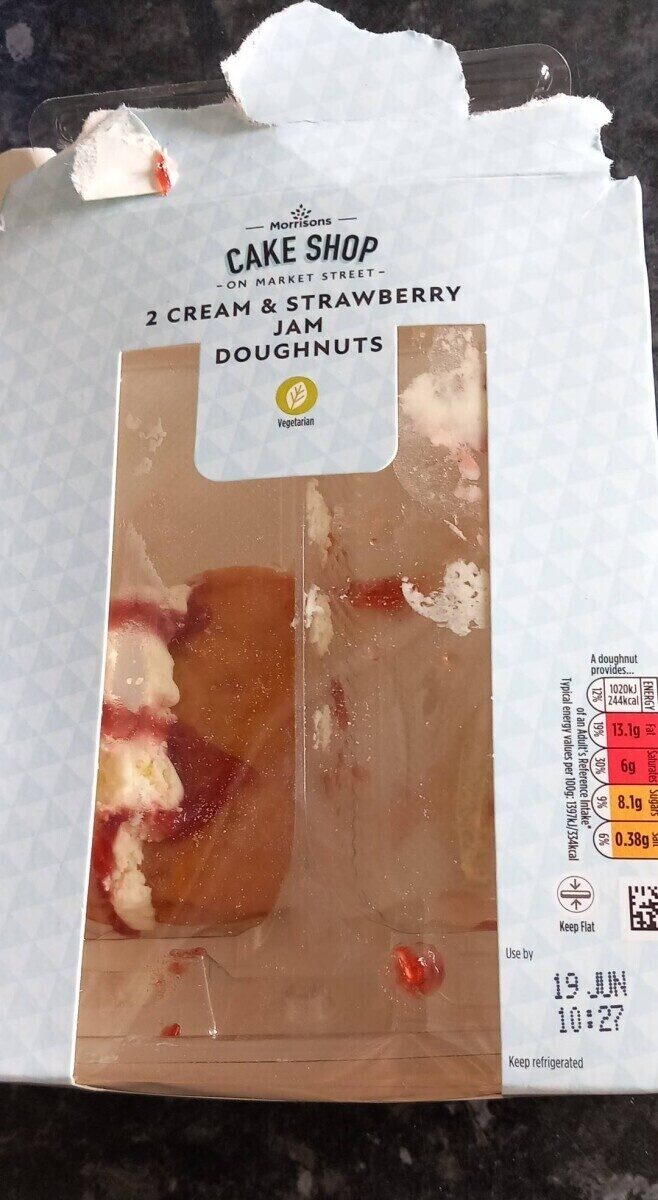 Morrisons
CAKE SHOP
- ON MARKET STREET -
2 CREAM & STRAWBERRY
JAM
DOUGHNUTS
Vegetarian
A doughnut
provides...
ENERGY
1020kJ
244kcal
12%
Fat
13.1g
19%
Saturates
6g
30%
Sugars
8.1g
9%
Salt
0.38g
6%
of an Adult's Reference Intake*
Typical energy values per 100g: 1397kJ/334kcal
Keep Flat
Use by
19 JUN
10:27
Keep refrigerated